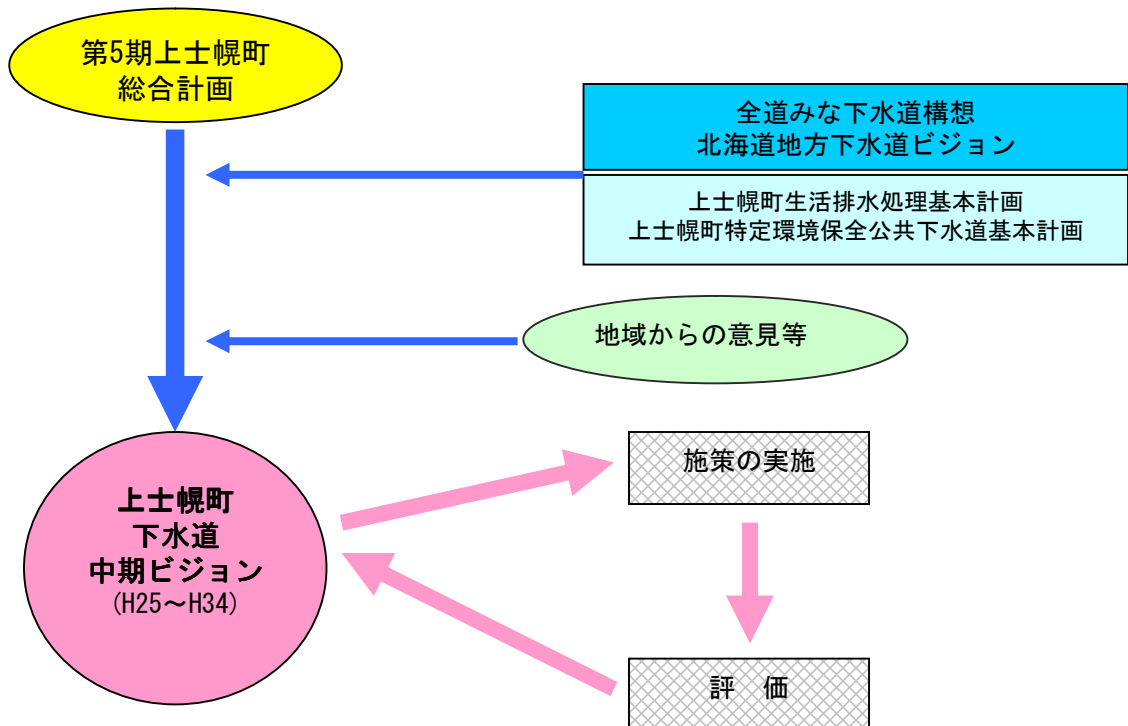 第5期上士幌町
総合計画
全道みな下水道構想
北海道地方下水道ビジョン
上士幌町生活排水処理基本計画
上士幌町特定環境保全公共下水道基本計画
地域からの意見等
上士幌町
下水道
中期ビジョン
(H25～H34)
施策の実施
評　価